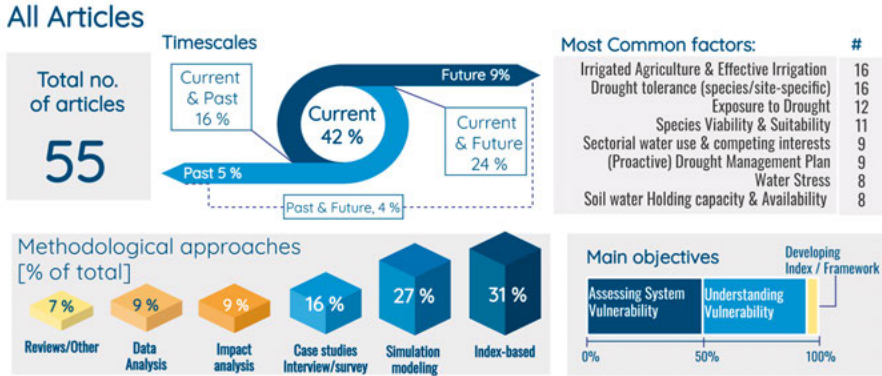 All Articles
Total no.
of articles
55
Timescales
Current
& Past
16 %
Future 9%
Current
42 %
Current
& Future
24 %
Past 5 %
Past & Future, 4 %
Most Common factors: #
Irrigated Agriculture & Effective Irrigation 16
Drought tolerance (species/site-specific) 16
Exposure to Drought 12
Species Viability & Suitability 11
Sectorial water use & competing interests 9
(Proactive) Drought Management Plan 9
Water Stress 8
Soil water Holding capacity & Availability 8
Methodological approaches
[% of total]
7 %
Reviews/Other
9 %
Data
Analysis
9 %
Impact
analysis
16 %
Case studies
Interview/survey
27 %
Simulation
modeling
31 %
Index-based
Main objectives
Developing
Index / Framework
Assessing System
Vulnerability
Understanding
Vulnerability
0% 50% 100%